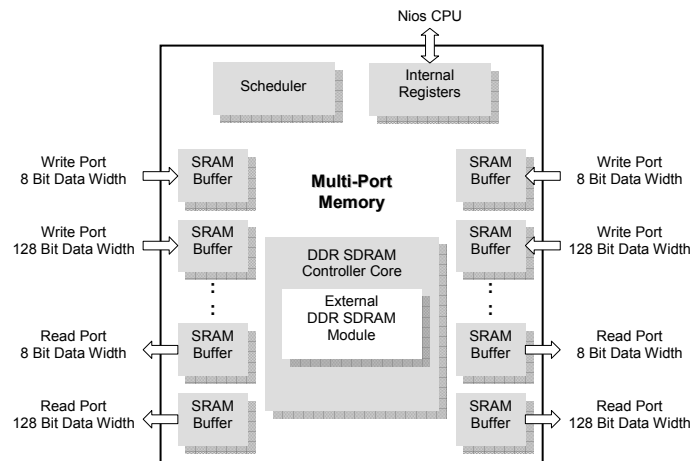 Nios CPU
Scheduler
Internal
Registers
Write Port
8 Bit Data Width
SRAM
Buffer
Multi-Port
Memory
SRAM
Buffer
Write Port
8 Bit Data Width
Write Port
128 Bit Data Width
SRAM
Buffer
DDR SDRAM
Controller Core
SRAM
Buffer
Write Port
128 Bit Data Width
External
DDR SDRAM
Module
Read Port
8 Bit Data Width
SRAM
Buffer
SRAM
Buffer
Read Port
8 Bit Data Width
Read Port
128 Bit Data Width
SRAM
Buffer
SRAM
Buffer
Read Port
128 Bit Data Width